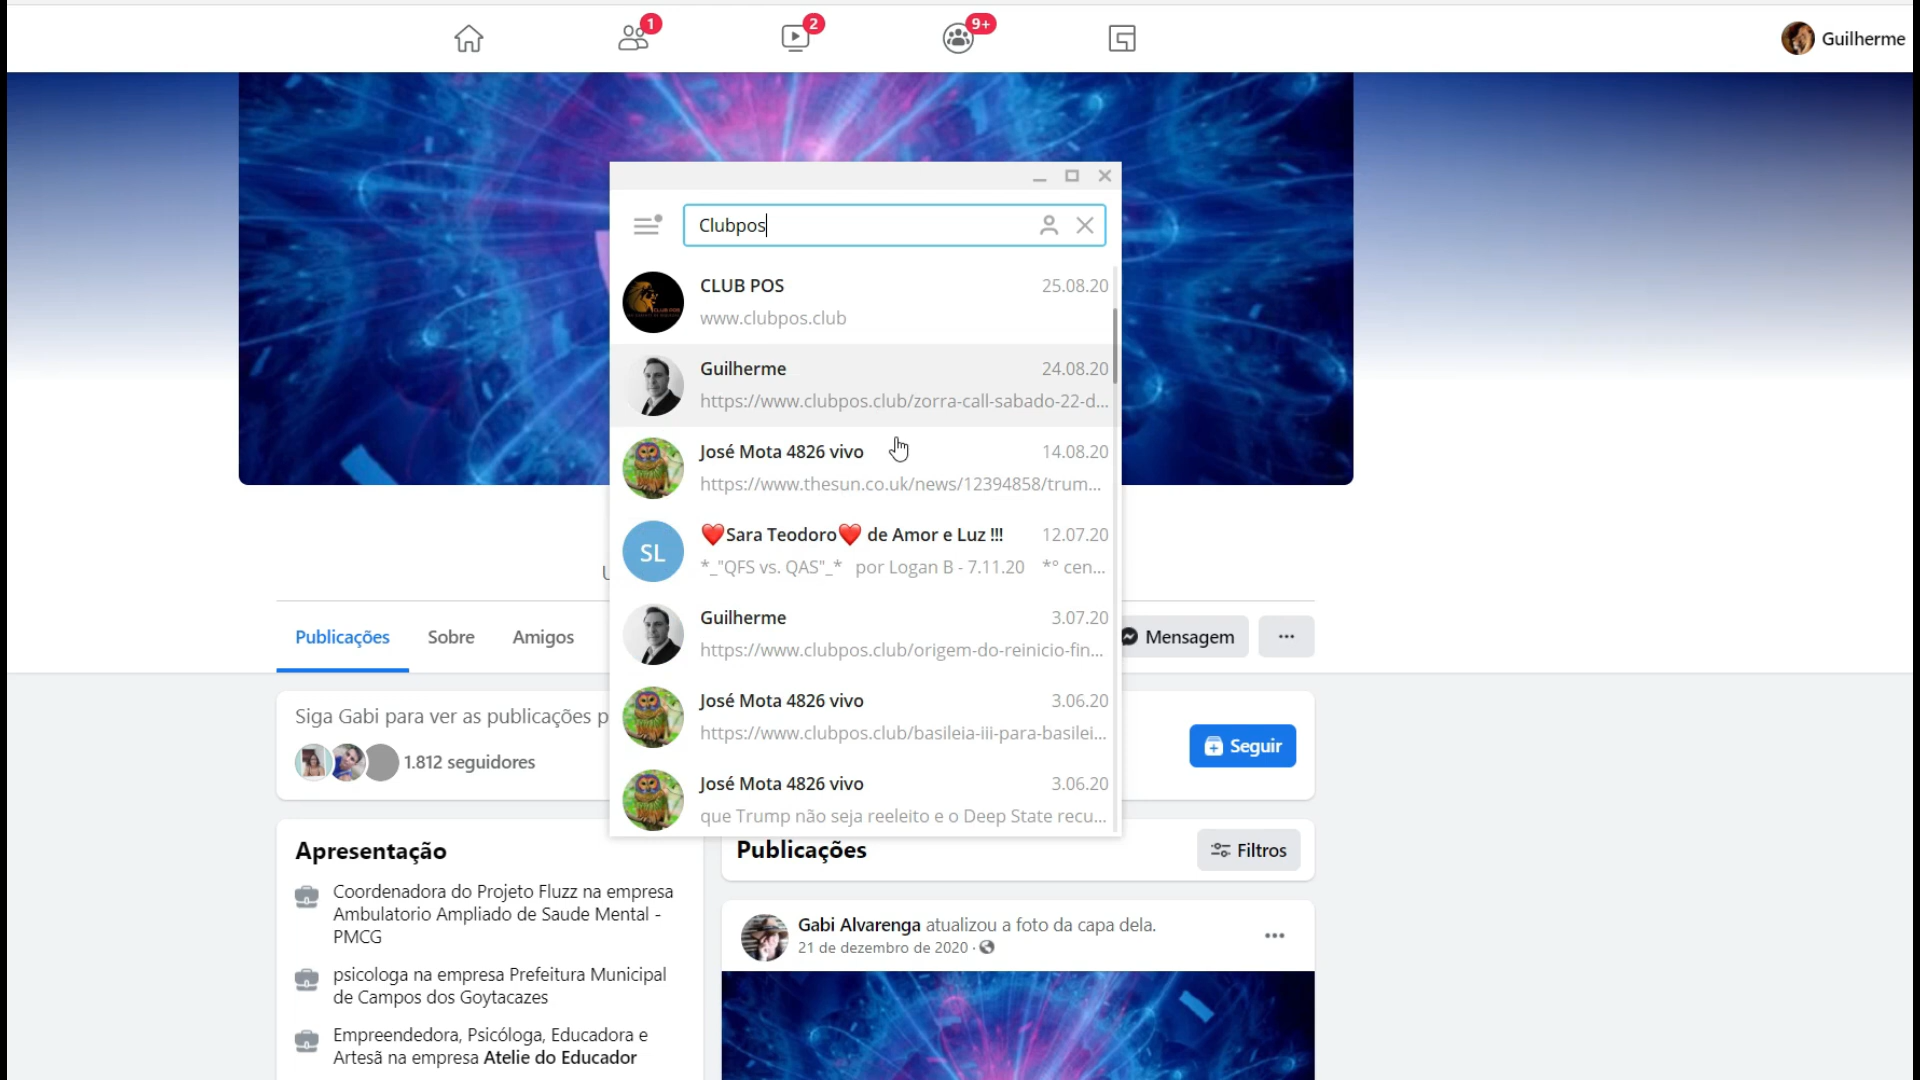 1
2
9+
Guilherme
Clubpos
CLUB POS
25.08.20
www.clubpos.club
Guilherme
24.08.20
https://www.clubpos.club/zorra-call-sabado-22-d...
José Mota 4826 vivo
14.08.20
https://www.thesun.co.uk/news/12394858/trum...
SL
❤️Sara Teodoro❤️ de Amor e Luz !!!
12.07.20
*_"QFS vs. QAS"_* por Logan B - 7.11.20 *° cen...
Guilherme
3.07.20
https://www.clubpos.club/origem-do-reinicio-fin...
José Mota 4826 vivo
3.06.20
https://www.clubpos.club/basileia-iii-para-basilei...
José Mota 4826 vivo
3.06.20
que Trump não seja reeleito e o Deep State recu...
Publicações
Sobre
Amigos
Mensagem
Siga Gabi para ver as publicações
1.812 seguidores
Seguir
Apresentação
Coordenadora do Projeto Fluzz na empresa
Ambulatorio Ampliado de Saude Mental -
PMCG
psicologa na empresa Prefeitura Municipal
de Campos dos Goytacazes
Empreendedora, Psicóloga, Educadora e
Artesã na empresa Atelie do Educador
Publicações
Filtros
Gabi Alvarenga atualizou a foto da capa dela.
21 de dezembro de 2020 ·